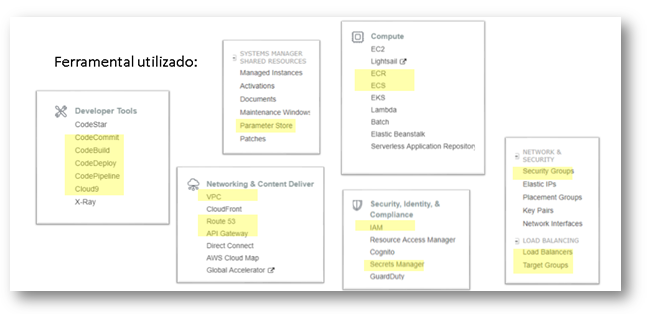 Ferramental utilizado:
Developer Tools
CodeStar
CodeCommit
CodeBuild
CodeDeploy
CodePipeline
Cloud9
X-Ray
SYSTEMS MANAGER
SHARED RESOURCES
Managed Instances
Activations
Documents
Maintenance Windows
Parameter Store
Patches
Networking & Content Deliver
VPC
CloudFront
Route 53
API Gateway
Direct Connect
AWS Cloud Map
Global Accelerator
Compute
EC2
Lightsail
ECR
ECS
EKS
Lambda
Batch
Elastic Beanstalk
Serverless Application Repository
Security, Identity, &
Compliance
IAM
Resource Access Manager
Cognito
Secrets Manager
GuardDuty
NETWORK &
SECURITY
Security Groups
Elastic IPs
Placement Groups
Key Pairs
Network Interfaces
LOAD BALANCING
Load Balancers
Target Groups